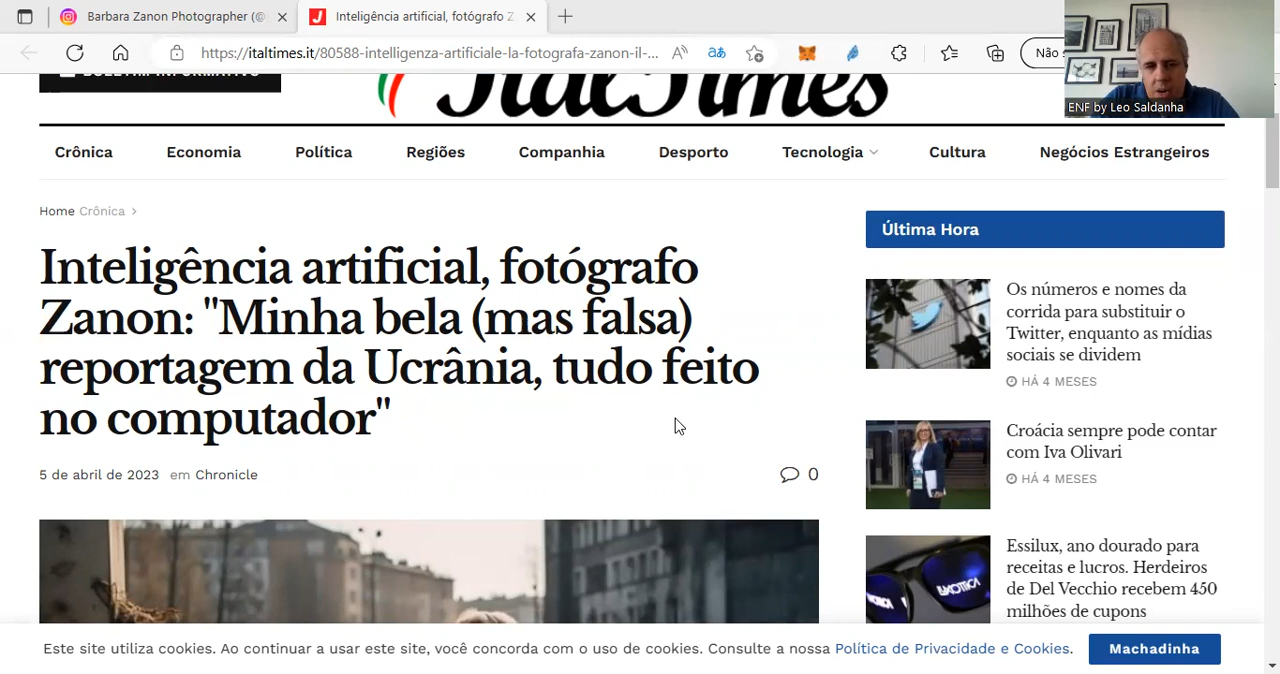 Barbara Zanon Photographer (@
Inteligência artificial, fotógrafo Z
https://italtimes.it/80588-intelligenza-artificiale-la-fotografa-zanon-il-...
Não
ENF by Leo Saldanha
BOLETIM INFORMATIVO
ItalTimes
Crônica
Economia
Política
Regiões
Companhia
Desporto
Tecnologia
Cultura
Negócios Estrangeiros
Home Crônica >
Inteligência artificial, fotógrafo
Zanon: "Minha bela (mas falsa)
reportagem da Ucrânia, tudo feito
no computador"
5 de abril de 2023 em Chronicle
0
Última Hora
Os números e nomes da
corrida para substituir o
Twitter, enquanto as mídias
sociais se dividem
HÁ 4 MESES
Croácia sempre pode contar
com Iva Olivari
HÁ 4 MESES
Essilux, ano dourado para
receitas e lucros. Herdeiros
de Del Vecchio recebem 450
milhões de cupons
Este site utiliza cookies. Ao continuar a usar este site, você concorda com o uso de cookies. Consulte a nossa Política de Privacidade e Cookies.
Machadinha